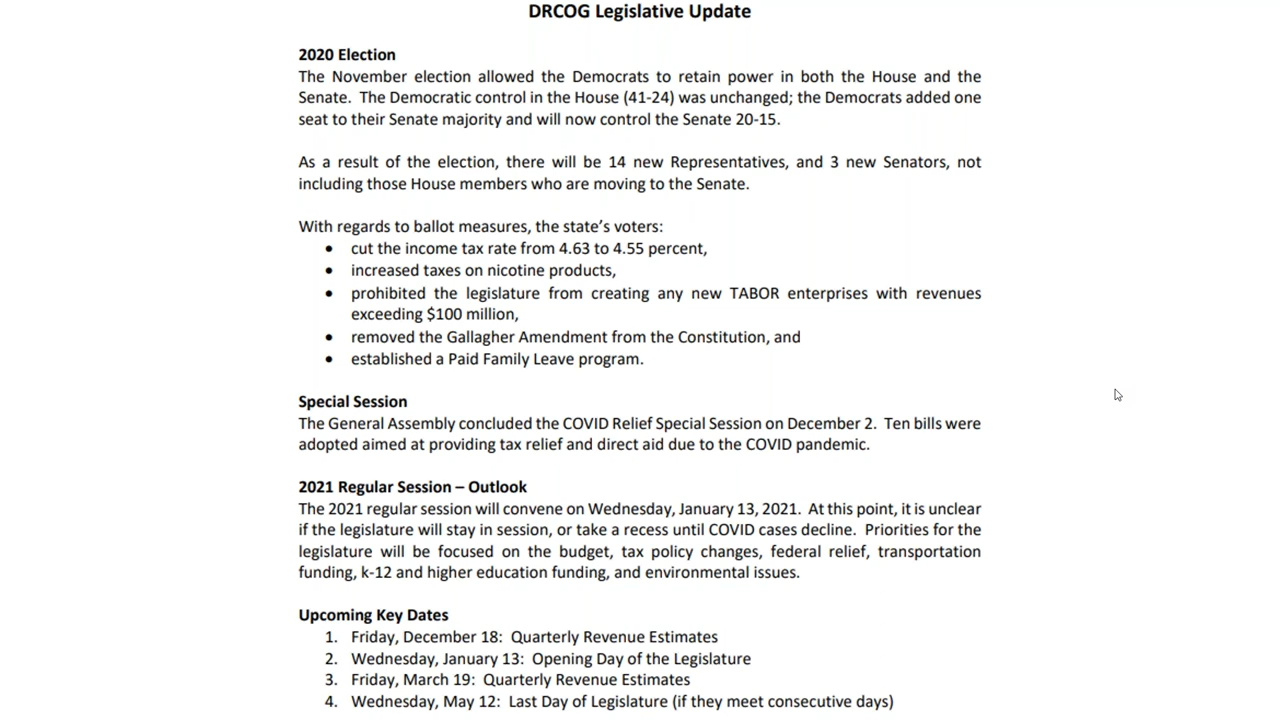 DRCOG Legislative Update
2020 Election
The November election allowed the Democrats to retain power in both the House and the
Senate. The Democratic control in the House (41-24) was unchanged; the Democrats added one
seat to their Senate majority and will now control the Senate 20-15.
As a result of the election, there will be 14 new Representatives, and 3 new Senators, not
including those House members who are moving to the Senate.
With regards to ballot measures, the state's voters:
• cut the income tax rate from 4.63 to 4.55 percent,
• increased taxes on nicotine products,
• prohibited the legislature from creating any new TABOR enterprises with revenues
exceeding $100 million,
• removed the Gallagher Amendment from the Constitution, and
• established a Paid Family Leave program.
Special Session
The General Assembly concluded the COVID Relief Special Session on December 2. Ten bills were
adopted aimed at providing tax relief and direct aid due to the COVID pandemic.
2021 Regular Session – Outlook
The 2021 regular session will convene on Wednesday, January 13, 2021. At this point, it is unclear
if the legislature will stay in session, or take a recess until COVID cases decline. Priorities for the
legislature will be focused on the budget, tax policy changes, federal relief, transportation
funding, k-12 and higher education funding, and environmental issues.
Upcoming Key Dates
1. Friday, December 18: Quarterly Revenue Estimates
2. Wednesday, January 13: Opening Day of the Legislature
3. Friday, March 19: Quarterly Revenue Estimates
4. Wednesday, May 12: Last Day of Legislature (if they meet consecutive days)